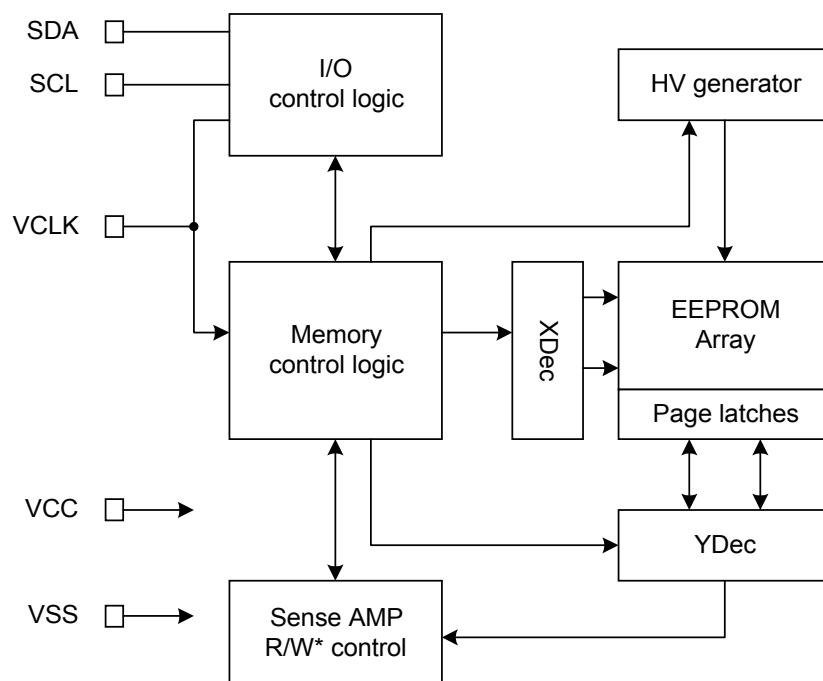 SDA
SCL
VCLK
VCC
VSS
I/O
control logic
HV generator
Memory
control logic
XDec
EEPROM
Array
Page latches
YDec
Sense AMP
R/W* control